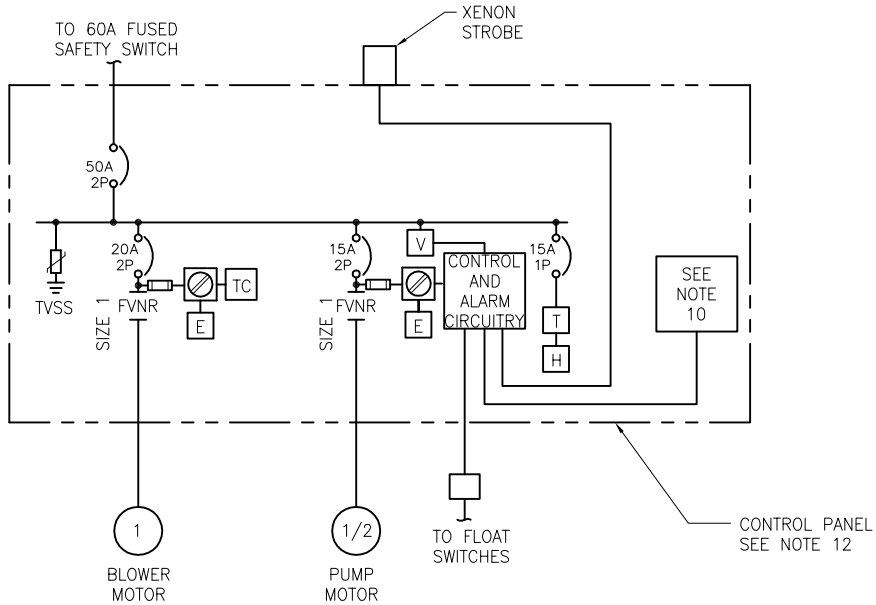 XENON
STROBE
TO 60A FUSED
SAFETY SWITCH
50A
2P
20A
2P
15A
2P
V
15A
1P
CONTROL
AND
ALARM
CIRCUITRY
SEE
NOTE
10
TVSS
SIZE 1
FVNR
TC
E
SIZE 1
FVNR
E
T
H
1
BLOWER
MOTOR
1/2
PUMP
MOTOR
TO FLOAT
SWITCHES
CONTROL PANEL
SEE NOTE 12